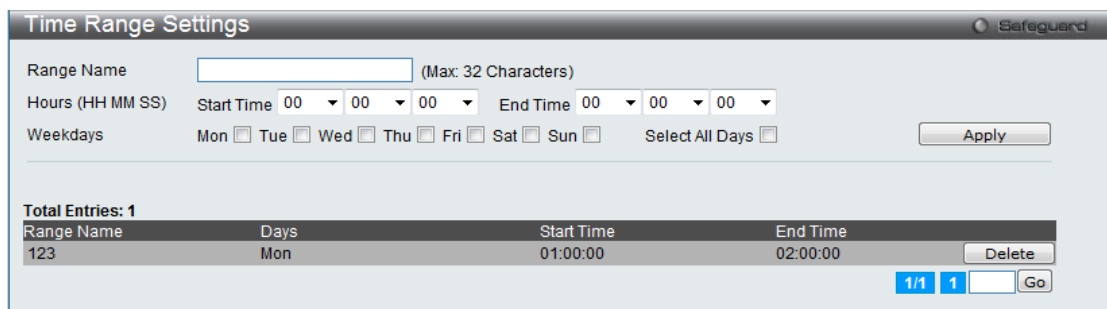 Time Range Settings Safeguard
Range Name (Max: 32 Characters)
Hours (HH MM SS) Start Time 00 00 00 End Time 00 00 00
Weekdays Mon Tue Wed Thu Fri Sat Sun Select All Days Apply
Total Entries: 1
Range Name Days Start Time End Time
123 Mon 01:00:00 02:00:00 Delete
1/1 1 Go